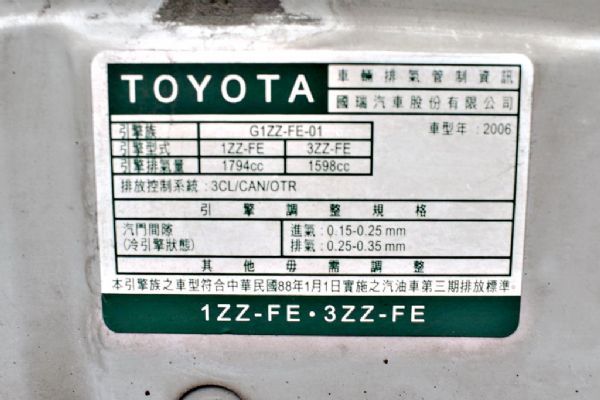 TOYOTA
車輛排氣管制資訊
國瑞汽車股份有限公司
引擎族 G1ZZ-FE-01 車型年：2006
引擎型式 1ZZ-FE 3ZZ-FE
引擎排氣量 1794cc 1598cc
排放控制系統：3CL/CAN/OTR
引擎調整規格
汽門間隙 進氣：0.15-0.25 mm
(冷引擎狀態) 排氣：0.25-0.35 mm
其他毋需調整
本引擎族之車型符合中華民國88年1月1日實施之汽油車第三期排放標準。
1ZZ-FE・3ZZ-FE